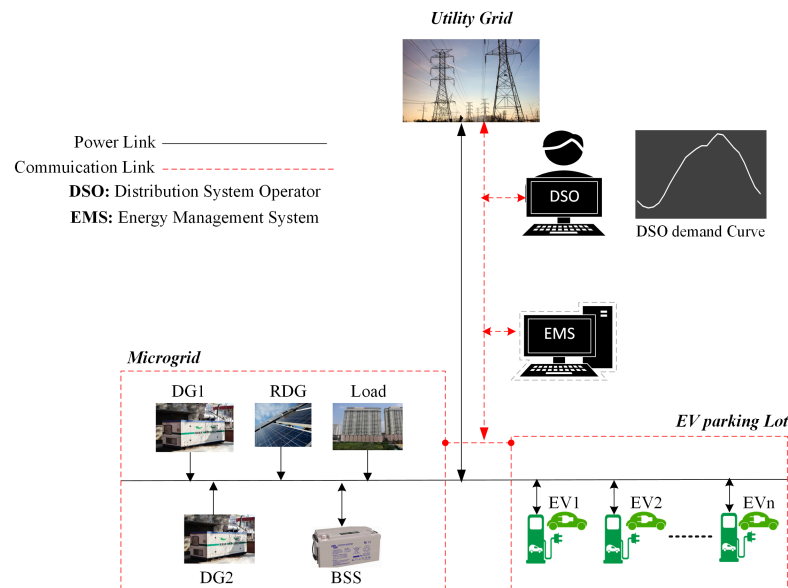 Utility Grid
Power Link
Commuication Link
DSO: Distribution System Operator
EMS: Energy Management System
DSO
DSO demand Curve
EMS
Microgrid
DG1
RDG
Load
EV parking Lot
EV1
EV2
EVn
DG2
BSS